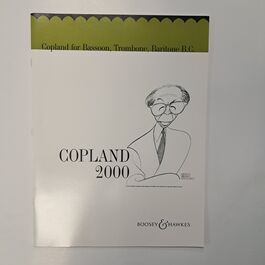 Copland for Bassoon, Trombone, Baritone B.C.
COPLAND
2000
BOOSEY & HAWKES